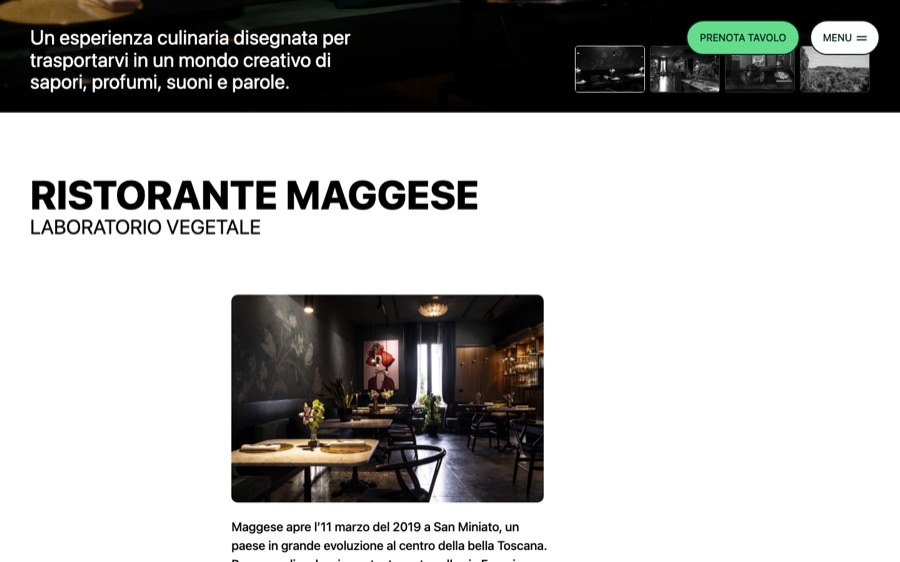 Un esperienza culinaria disegnata per
trasportarvi in un mondo creativo di
sapori, profumi, suoni e parole.
PRENOTA TAVOLO
MENU
RISTORANTE MAGGESE
LABORATORIO VEGETALE
Maggese apre l'11 marzo del 2019 a San Miniato, un
paese in grande evoluzione al centro della bella Toscana.